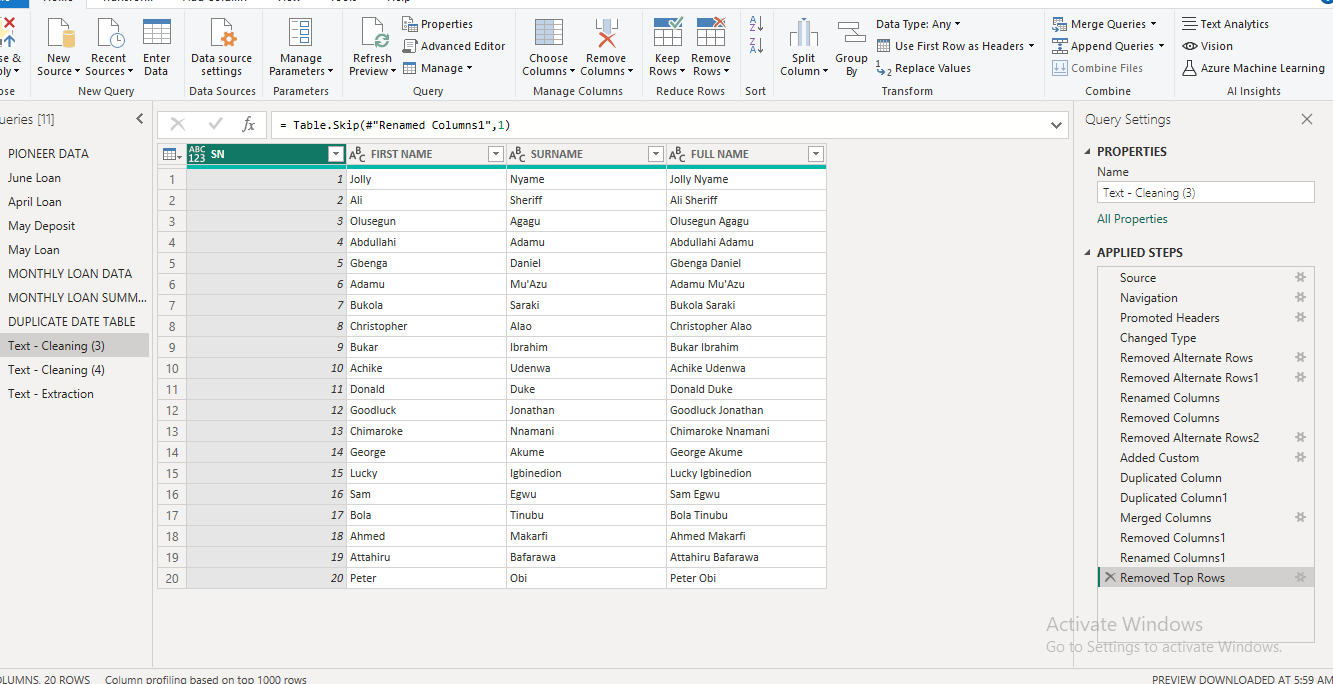 Home Transform Add Column View Tools Help
New Source
Recent Sources
Enter Data
New Query
Data source settings
Data Sources
Manage Parameters
Parameters
Refresh Preview
Properties
Advanced Editor
Manage
Query
Choose Columns
Remove Columns
Manage Columns
Keep Rows
Remove Rows
Reduce Rows
Sort
Split Column
Group By
Data Type: Any
Use First Row as Headers
Replace Values
Transform
Merge Queries
Append Queries
Combine Files
Combine
Text Analytics
Vision
Azure Machine Learning
AI Insights
ueries [11]
PIONEER DATA
June Loan
April Loan
May Deposit
May Loan
MONTHLY LOAN DATA
MONTHLY LOAN SUMM...
DUPLICATE DATE TABLE
Text - Cleaning (3)
Text - Cleaning (4)
Text - Extraction
fx = Table.Skip(#"Renamed Columns1",1)
ABC 123 SN ABC FIRST NAME ABC SURNAME ABC FULL NAME
1 1 Jolly Nyame Jolly Nyame
2 2 Ali Sheriff Ali Sheriff
3 3 Olusegun Agagu Olusegun Agagu
4 4 Abdullahi Adamu Abdullahi Adamu
5 5 Gbenga Daniel Gbenga Daniel
6 6 Adamu Mu'Azu Adamu Mu'Azu
7 7 Bukola Saraki Bukola Saraki
8 8 Christopher Alao Christopher Alao
9 9 Bukar Ibrahim Bukar Ibrahim
10 10 Achike Udenwa Achike Udenwa
11 11 Donald Duke Donald Duke
12 12 Goodluck Jonathan Goodluck Jonathan
13 13 Chimaroke Nnamani Chimaroke Nnamani
14 14 George Akume George Akume
15 15 Lucky Igbinedion Lucky Igbinedion
16 16 Sam Egwu Sam Egwu
17 17 Bola Tinubu Bola Tinubu
18 18 Ahmed Makarfi Ahmed Makarfi
19 19 Attahiru Bafarawa Attahiru Bafarawa
20 20 Peter Obi Peter Obi
Query Settings
PROPERTIES
Name
Text - Cleaning (3)
All Properties
APPLIED STEPS
Source
Navigation
Promoted Headers
Changed Type
Removed Alternate Rows
Removed Alternate Rows1
Renamed Columns
Removed Columns
Removed Alternate Rows2
Added Custom
Duplicated Column
Duplicated Column1
Merged Columns
Removed Columns1
Renamed Columns1
Removed Top Rows
Activate Windows
Go to Settings to activate Windows.
OLUMNS, 20 ROWS Column profiling based on top 1000 rows
PREVIEW DOWNLOADED AT 5:59 AM